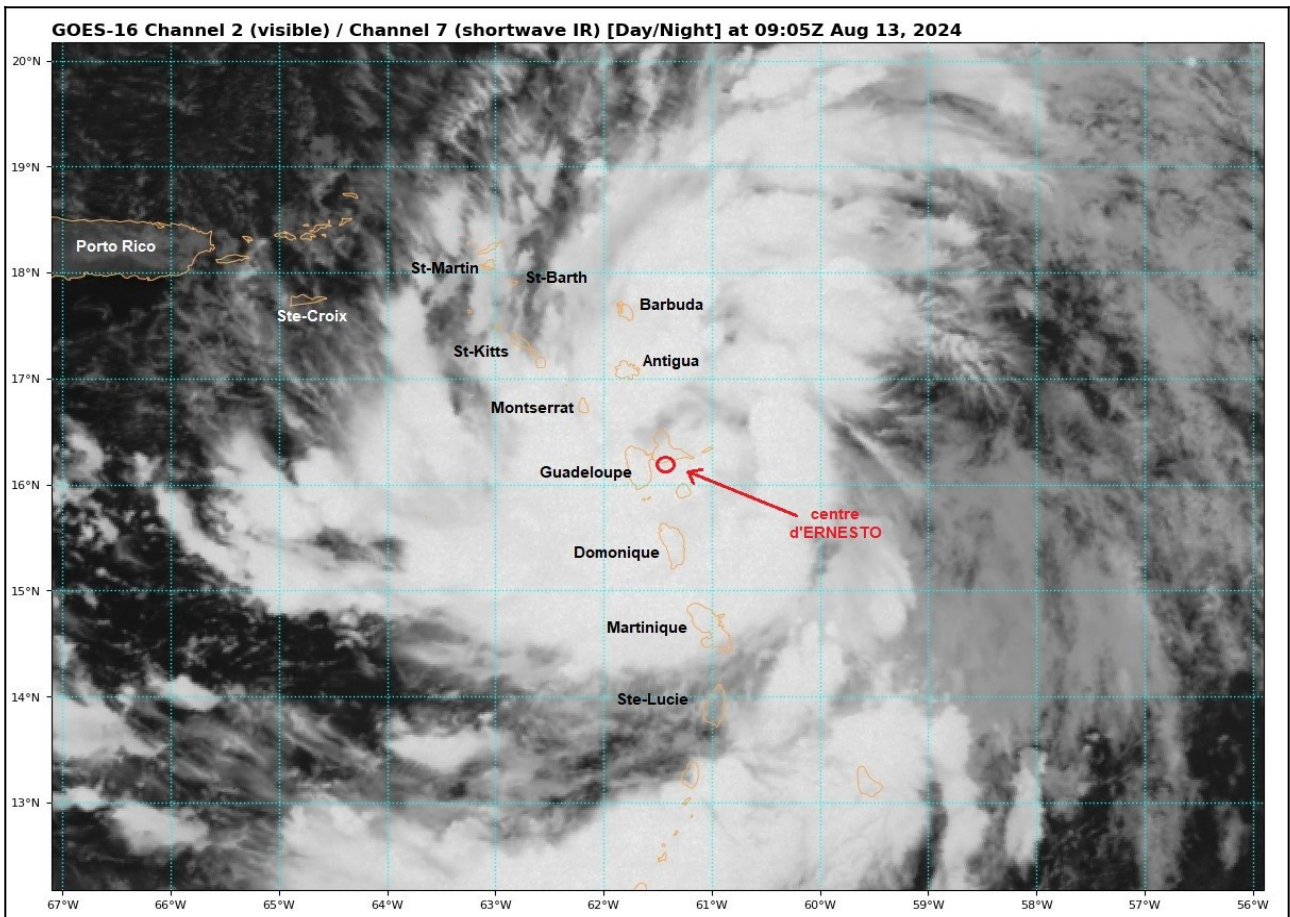 GOES-16 Channel 2 (visible) / Channel 7 (shortwave IR) [Day/Night] at 09:05Z Aug 13, 2024
20°N
19°N
Porto Rico
18°N
St-Martin
St-Barth
Ste-Croix
Barbuda
St-Kitts
Antigua
17°N
Montserrat
Guadeloupe
16°N
centre
d'ERNESTO
Domonique
15°N
Martinique
14°N
Ste-Lucie
13°N
67°W 66°W 65°W 64°W 63°W 62°W 61°W 60°W 59°W 58°W 57°W 56°W